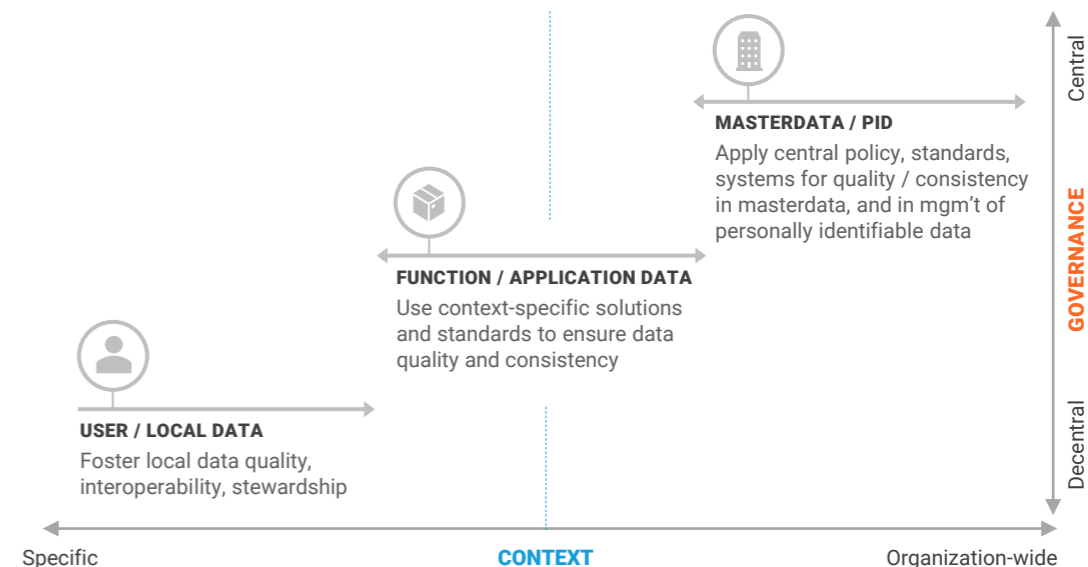 Central
MASTERDATA / PID
Apply central policy, standards,
systems for quality / consistency
in masterdata, and in mgm’t of
personally identifiable data
GOVERNANCE
FUNCTION / APPLICATION DATA
Use context-specific solutions
and standards to ensure data
quality and consistency
USER / LOCAL DATA
Foster local data quality,
interoperability, stewardship
Decentral
Specific
CONTEXT
Organization-wide